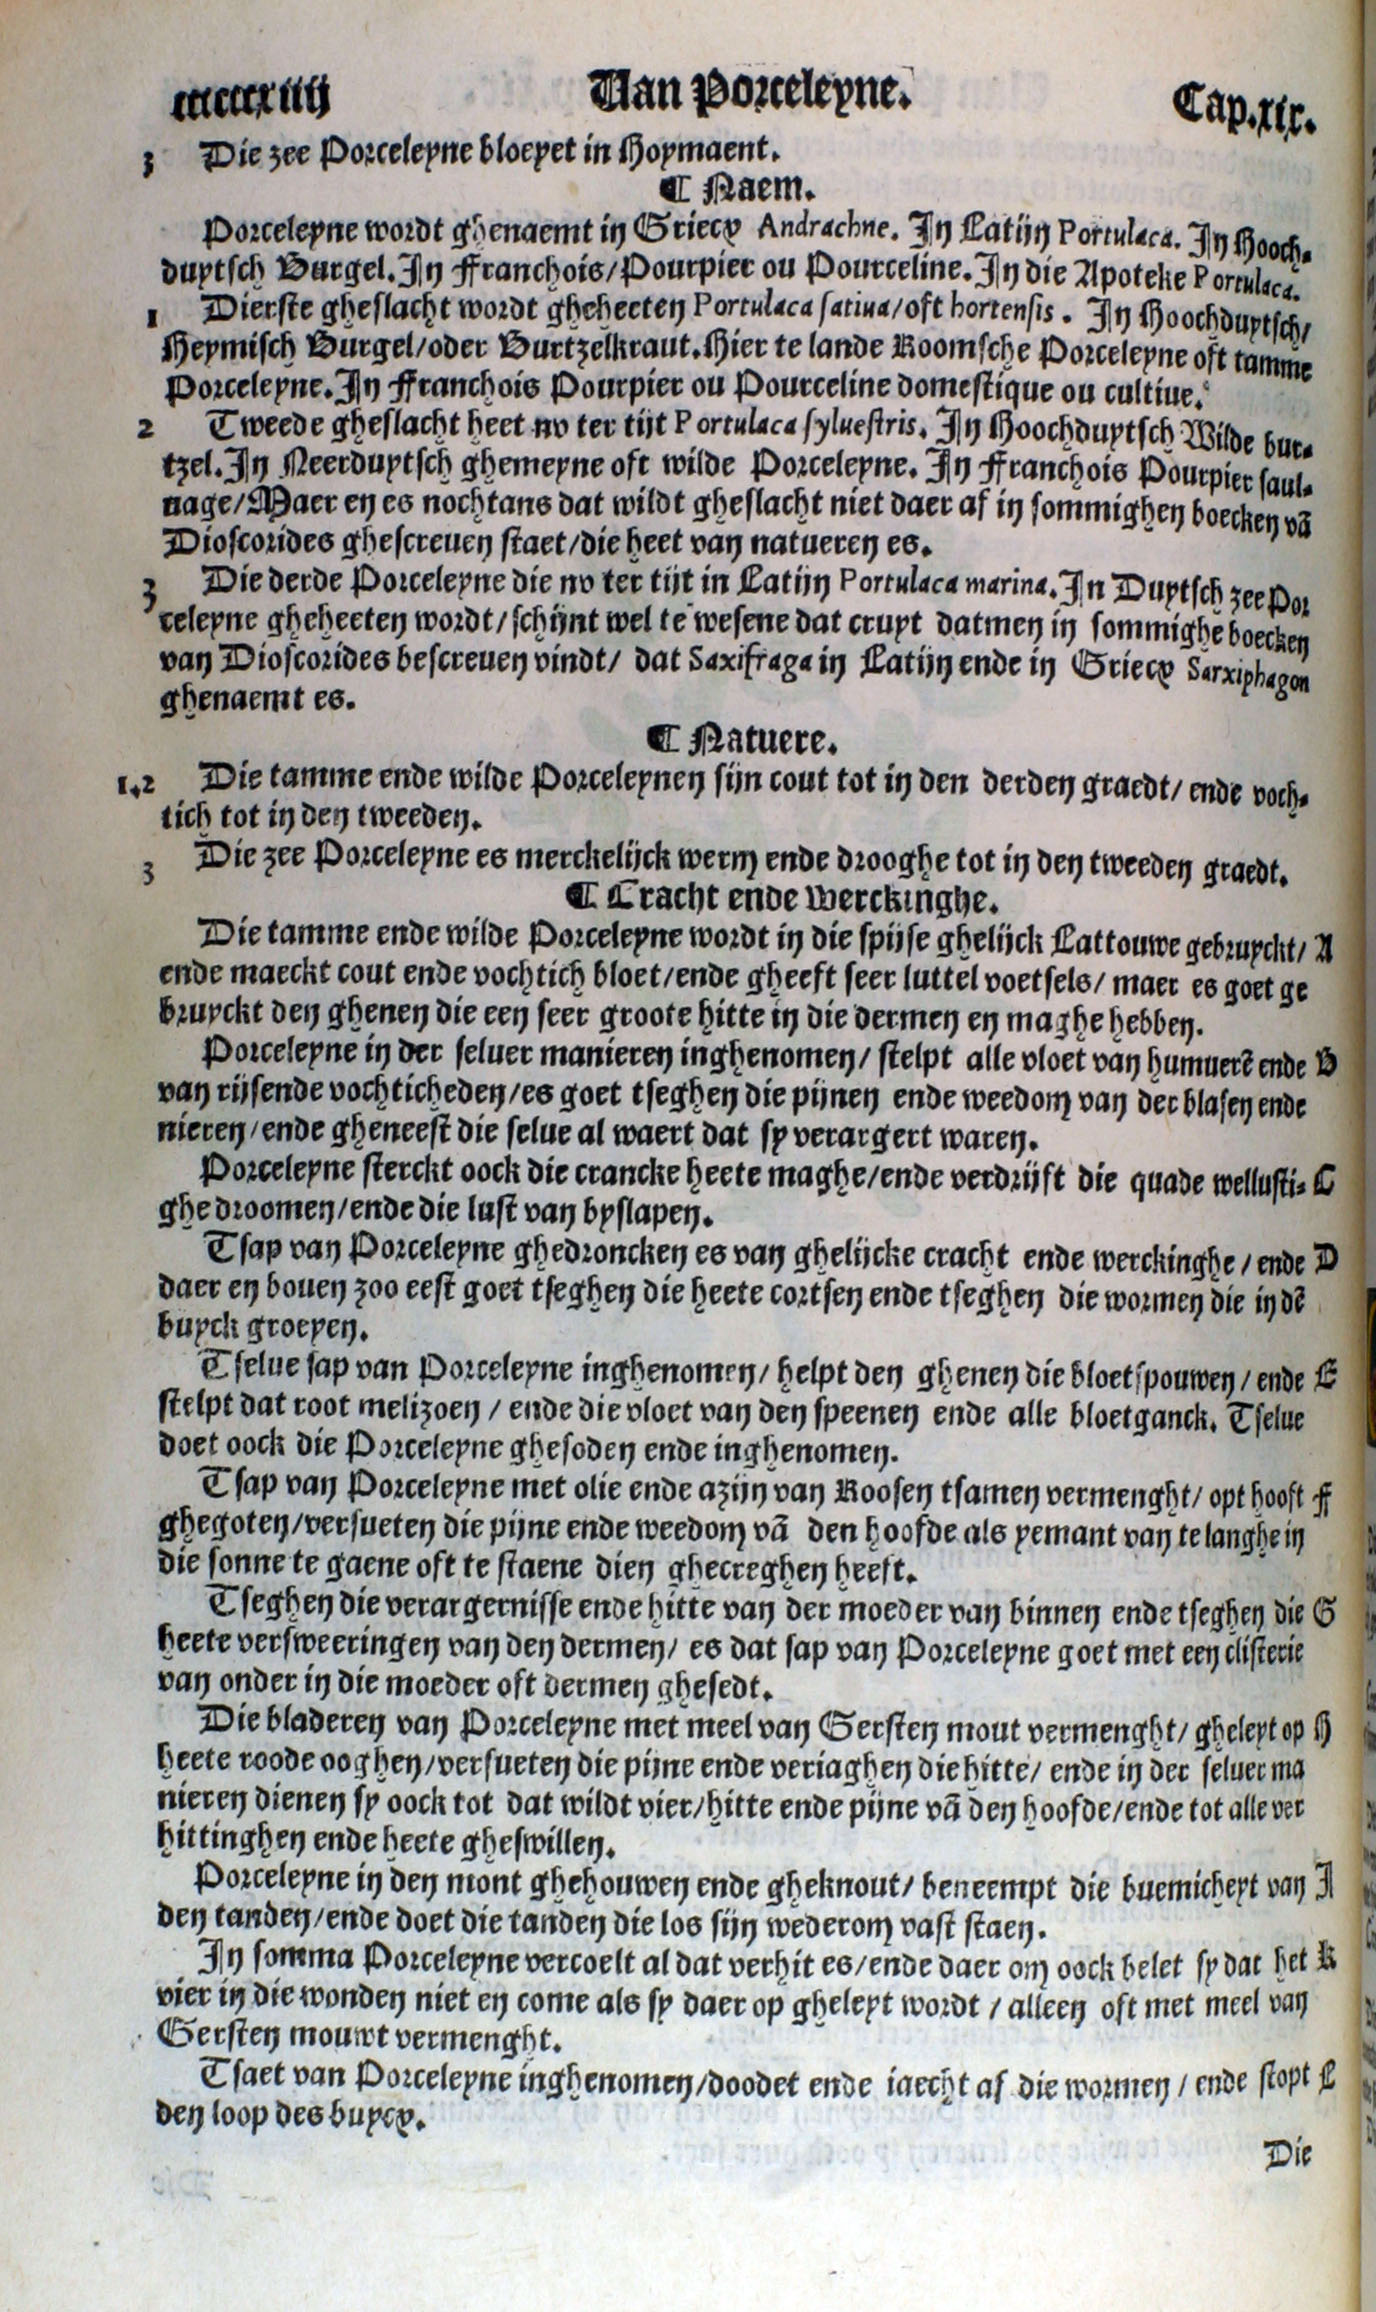 ccccxiiij Van Porceleyne. Cap.xix.
3 Die zee Porceleyne bloeyet in Hoymaent.
¶ Naem.
Porceleyne wordt ghenaemt in Griecx Andrachne. In Latijn Portulaca. In Hooch-
duytsch Burgel. In Franchois/Pourpier ou Pourceline. In die Apoteke Portulaca.
1 Dierste gheslacht wordt gheheeten Portulaca satiua/oft hortensis. In Hoochduytsch/
Heymisch Burgel/oder Burtzelkraut. Hier te lande Roomsche Porceleyne oft tamme
Porceleyne. In Franchois Pourpier ou Pourceline domestique ou cultiue.
2 Tweede gheslacht heet nv ter tijt Portulaca syluestris. In Hoochduytsch Wilde bur-
tzel. In Neerduytsch ghemeyne oft wilde Porceleyne. In Franchois Pourpier saul-
uage/Maer en es nochtans dat wildt gheslacht niet daer af in sommighen boecken vā
Dioscorides ghescreuen staet/die heet van natueren es.
3 Die derde Porceleyne die nv ter tijt in Latijn Portulaca marina. In Duytsch zee Por
celeyne gheheeten wordt/schijnt wel te wesene dat cruyt datmen in sommighe boecken
van Dioscorides bescreuen vindt/ dat Saxifraga in Latijn ende in Griecx Sarxiphagon
ghenaemt es.
¶ Natuere.
1.2 Die tamme ende wilde Porceleynen sijn cout tot in den derden graedt/ ende voch-
tich tot in den tweeden.
3 Die zee Porceleyne es merckelijck werm ende drooghe tot in den tweeden graedt.
¶ Cracht ende werckinghe.
Die tamme ende wilde Porceleyne wordt in die spijse ghelijck Lattouwe gebruyckt/ A
ende maeckt cout ende vochtich bloet/ende gheeft seer luttel voetsels/ maer es goet ge
bruyckt den ghenen die een seer groote hitte in die dermen en maghe hebben.
Porceleyne in der seluer manieren inghenomen/ stelpt alle vloet van humuerē ende B
van rijsende vochticheden/es goet tseghen die pijnen ende weedom van der blasen ende
nieren/ende gheneest die selue al waert dat sy verargert waren.
Porceleyne sterckt oock die crancke heete maghe/ende verdrijft die quade wellusti- C
ghe droomen/ende die lust van byslapen.
Tsap van Porceleyne ghedroncken es van ghelijcke cracht ende werckinghe / ende D
daer en bouen zoo eest goet tseghen die heete cortsen ende tseghen die wormen die in dē
buyck groeyen.
Tselue sap van Porceleyne inghenomen/ helpt den ghenen die bloetspouwen/ ende E
stelpt dat root melizoen / ende die vloet van den speenen ende alle bloetganck. Tselue
doet oock die Porceleyne ghesoden ende inghenomen.
Tsap van Porceleyne met olie ende azijn van Roosen tsamen vermenght/ opt hooft F
ghegoten/versueten die pijne ende weedom vā den hoofde als yemant van te langhe in
die sonne te gaene oft te staene dien ghecreghen heeft.
Tseghen die verargernisse ende hitte van der moeder van binnen ende tseghen die G
heete versweeringen van den dermen/ es dat sap van Porceleyne goet met een clisterie
van onder in die moeder oft dermen ghesedt.
Die bladeren van Porceleyne met meel van Gersten mout vermenght/ gheleyt op H
heete roode ooghen/versueten die pijne ende veriaghen die hitte/ ende in der seluer ma
nieren dienen sy oock tot dat wildt vier/hitte ende pijne vā den hoofde/ende tot alle ver
hittinghen ende heete gheswillen.
Porceleyne in den mont ghehouwen ende gheknout/ beneempt die buemicheyt van I
den tanden/ende doet die tanden die los sijn wederom vast staen.
In somma Porceleyne vercoelt al dat verhit es/ende daer om oock belet sy dat het K
vier in die wonden niet en come als sy daer op gheleyt wordt / alleen oft met meel van
Gersten mouwt vermenght.
Tsaet van Porceleyne inghenomen/doodet ende iaecht af die wormen / ende stopt L
den loop des buycx.
Die